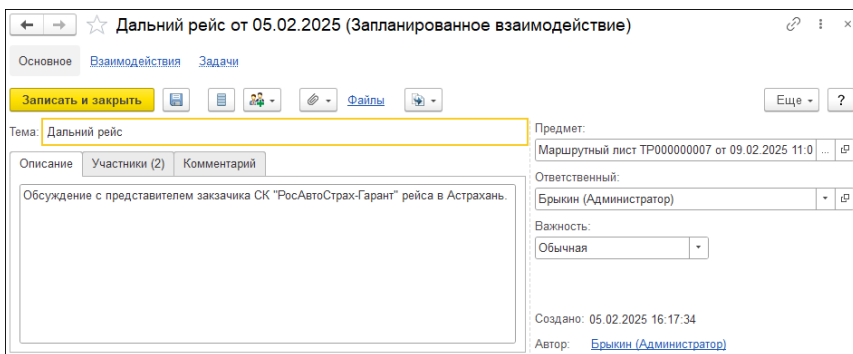 Дальний рейс от 05.02.2025 (Запланированное взаимодействие)
Основное Взаимодействия Задачи
Записать и закрыть Файлы Еще ?
Тема: Дальний рейс
Описание Участники (2) Комментарий
Обсуждение с представителем закзачика СК "РосАвтоСтрах-Гарант" рейса в Астрахань.
Предмет:
Маршрутный лист ТР000000007 от 09.02.2025 11:0 ...
Ответственный:
Брыкин (Администратор)
Важность:
Обычная
Создано: 05.02.2025 16:17:34
Автор: Брыкин (Администратор)